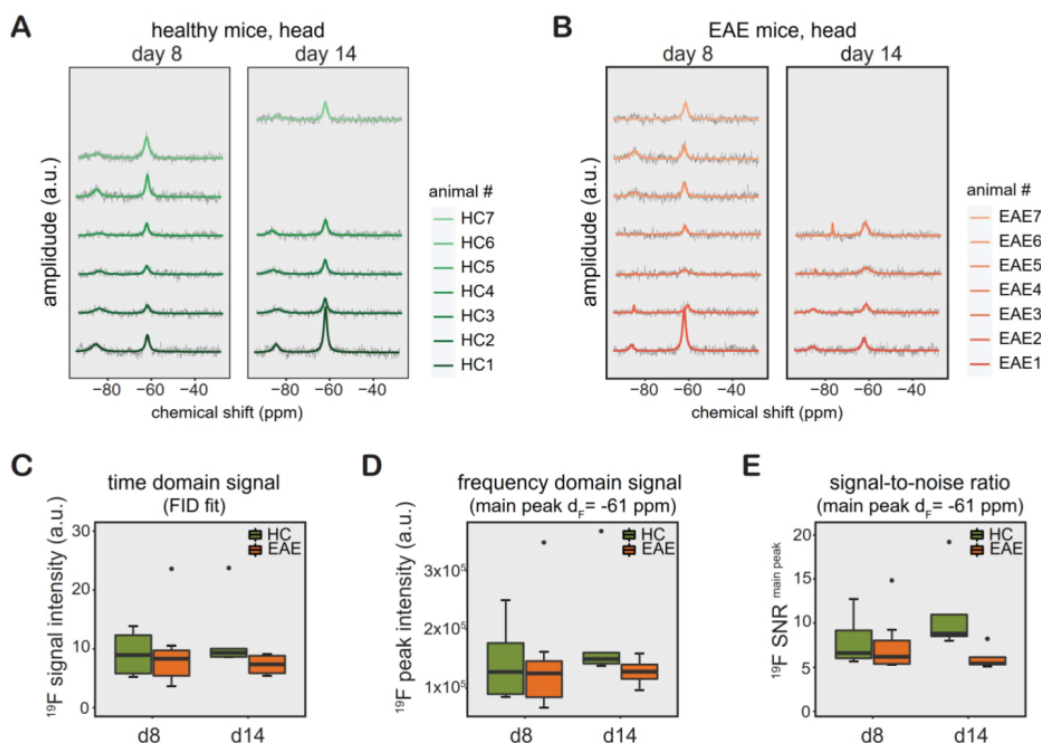 A
healthy mice, head
day 8
day 14
amplidude (a.u.)
−80
−60
−40
−80
−60
−40
chemical shift (ppm)
animal #
HC7
HC6
HC5
HC4
HC3
HC2
HC1
B
EAE mice, head
day 8
day 14
amplidude (a.u.)
−80
−60
−40
−80
−60
−40
chemical shift (ppm)
animal #
EAE7
EAE6
EAE5
EAE4
EAE3
EAE2
EAE1
C
time domain signal
(FID fit)
¹⁹F signal intensity (a.u.)
30
20
10
0
HC
EAE
d8
d14
D
frequency domain signal
(main peak d_F= -61 ppm)
¹⁹F peak intensity (a.u.)
3x10⁵
2x10⁵
1x10⁵
HC
EAE
d8
d14
E
signal-to-noise ratio
(main peak d_F= -61 ppm)
¹⁹F SNR main peak
20
15
10
5
0
HC
EAE
d8
d14